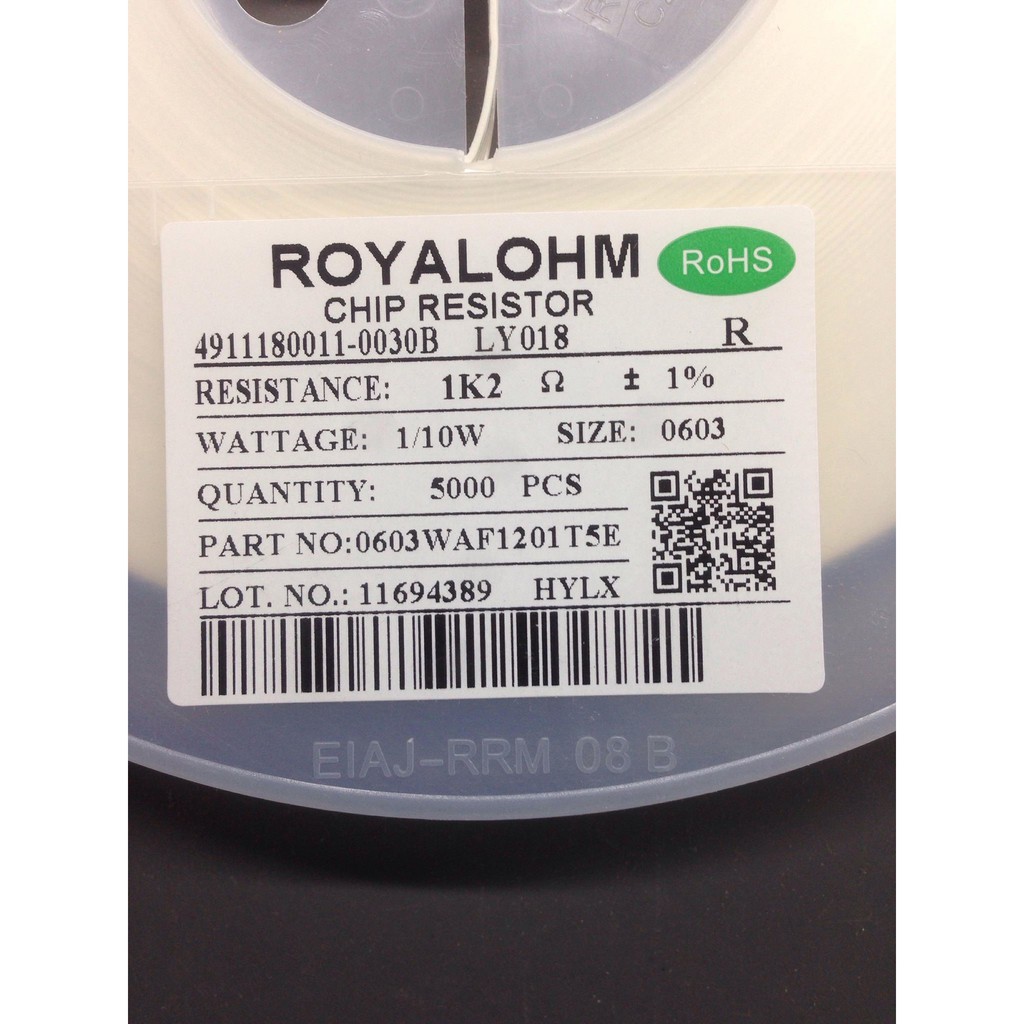 ROYALOHM RoHS
CHIP RESISTOR
4911180011-0030B LY018 R
RESISTANCE: 1K2 Ω ± 1%
WATTAGE: 1/10W SIZE: 0603
QUANTITY: 5000 PCS
PART NO:0603WAF1201T5E
LOT. NO.: 11694389 HYLX
EIAJ-RRM 08 B